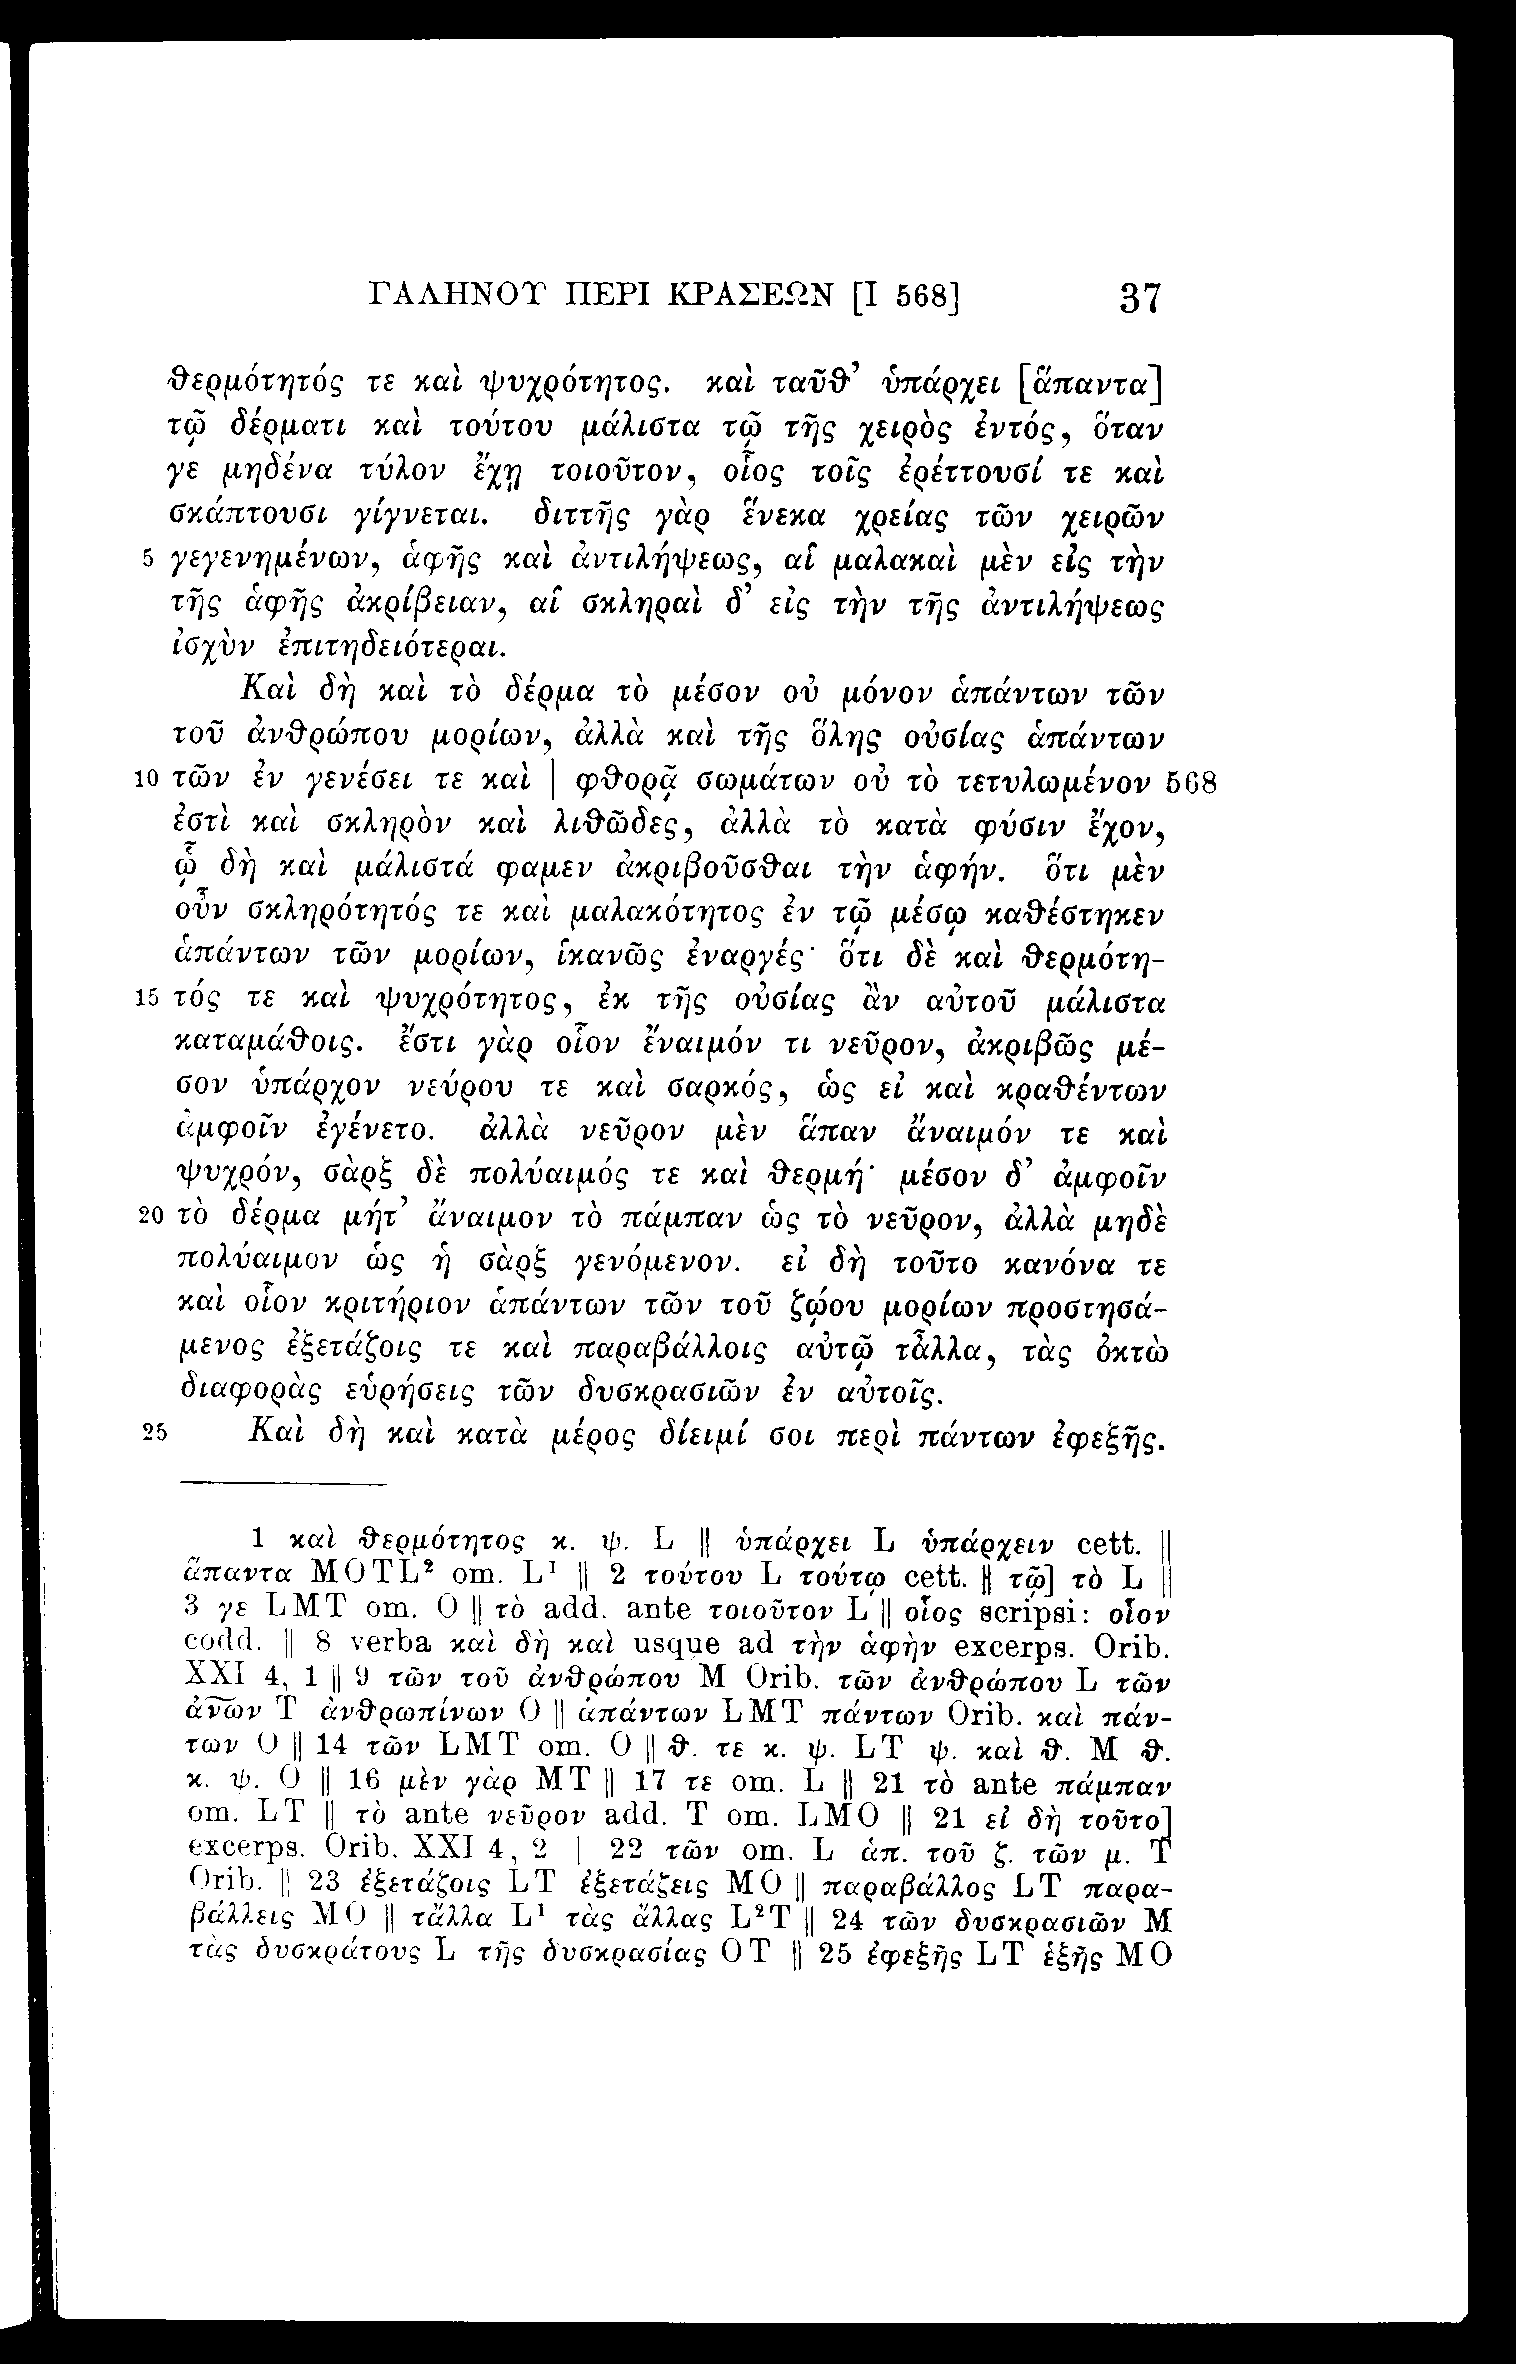 ΓΑΛΗΝΟΥ ΠΕΡΙ ΚΡΑΣΕΩΝ [I 568] 37
θερμότητός τε καὶ ψυχρότητος. καὶ ταῦθ’ ὑπάρχει [ἅπαντα]
τῷ δέρματι καὶ τούτου μάλιστα τῷ τῆς χειρὸς ἐντός, ὅταν
γε μηδένα τύλον ἔχῃ τοιοῦτον, οἷος τοῖς ἐρέττουσί τε καὶ
σκάπτουσι γίγνεται. διττῆς γὰρ ἕνεκα χρείας τῶν χειρῶν
5 γεγενημένων, ἁφῆς καὶ ἀντιλήψεως, αἱ μαλακαὶ μὲν εἰς τὴν
τῆς ἁφῆς ἀκρίβειαν, αἱ σκληραὶ δ’ εἰς τὴν τῆς ἀντιλήψεως
ἰσχὺν ἐπιτηδειότεραι.
Καὶ δὴ καὶ τὸ δέρμα τὸ μέσον οὐ μόνον ἁπάντων τῶν
τοῦ ἀνθρώπου μορίων, ἀλλὰ καὶ τῆς ὅλης οὐσίας ἁπάντων
10 τῶν ἐν γενέσει τε καὶ | φθορᾷ σωμάτων οὐ τὸ τετυλωμένον 568
ἐστὶ καὶ σκληρὸν καὶ λιθῶδες, ἀλλὰ τὸ κατὰ φύσιν ἔχον,
ᾧ δὴ καὶ μάλιστά φαμεν ἀκριβοῦσθαι τὴν ἁφήν. ὅτι μὲν
οὖν σκληρότητός τε καὶ μαλακότητος ἐν τῷ μέσῳ καθέστηκεν
ἁπάντων τῶν μορίων, ἱκανῶς ἐναργές· ὅτι δὲ καὶ θερμότη-
15 τός τε καὶ ψυχρότητος, ἐκ τῆς οὐσίας ἂν αὐτοῦ μάλιστα
καταμάθοις. ἔστι γὰρ οἷον ἔναιμόν τι νεῦρον, ἀκριβῶς μέ-
σον ὑπάρχον νεύρου τε καὶ σαρκός, ὡς εἰ καὶ κραθέντων
ἀμφοῖν ἐγένετο. ἀλλὰ νεῦρον μὲν ἅπαν ἄναιμόν τε καὶ
ψυχρόν, σὰρξ δὲ πολύαιμός τε καὶ θερμή· μέσον δ’ ἀμφοῖν
20 τὸ δέρμα μήτ’ ἄναιμον τὸ πάμπαν ὡς τὸ νεῦρον, ἀλλὰ μηδὲ
πολύαιμον ὡς ἡ σὰρξ γενόμενον. εἰ δὴ τοῦτο κανόνα τε
καὶ οἷον κριτήριον ἁπάντων τῶν τοῦ ζῴου μορίων προστησά-
μενος ἐξετάζοις τε καὶ παραβάλλοις αὐτῷ τἆλλα, τὰς ὀκτὼ
διαφορὰς εὑρήσεις τῶν δυσκρασιῶν ἐν αὐτοῖς.
25 Καὶ δὴ καὶ κατὰ μέρος δίειμί σοι περὶ πάντων ἐφεξῆς.
1 καὶ θερμότητος κ. ψ. L || ὑπάρχει L ὑπάρχειν cett. ||
ἅπαντα MOTL² om. L¹ || 2 τούτου L τούτῳ cett. || τῷ] τὸ L ||
3 γε LMT om. O || τὸ add. ante τοιοῦτον L || οἷος scripsi: οἷον
codd. || 8 verba καὶ δὴ καὶ usque ad τὴν ἁφὴν excerps. Orib.
XXI 4, 1 || 9 τῶν τοῦ ἀνθρώπου M Orib. τῶν ἀνθρώπου L τῶν
ἀν̅ω̅ν T ἀνθρωπίνων O || ἁπάντων LMT πάντων Orib. καὶ πάν-
των O || 14 τῶν LMT om. O || θ. τε κ. ψ. LT ψ. καὶ θ. M θ.
κ. ψ. O || 16 μὲν γὰρ MT || 17 τε om. L || 21 τὸ ante πάμπαν
om. LT || τὸ ante νεῦρον add. T om. LMO || 21 εἰ δὴ τοῦτο]
excerps. Orib. XXI 4, 2 | 22 τῶν om. L ἁπ. τοῦ ζ. τῶν μ. T
Orib. || 23 ἐξετάζοις LT ἐξετάζεις MO || παραβάλλος LT παρα-
βάλλεις MO || τἄλλα L¹ τὰς ἄλλας L²T || 24 τῶν δυσκρασιῶν M
τὰς δυσκράτους L τῆς δυσκρασίας OT || 25 ἐφεξῆς LT ἑξῆς MO